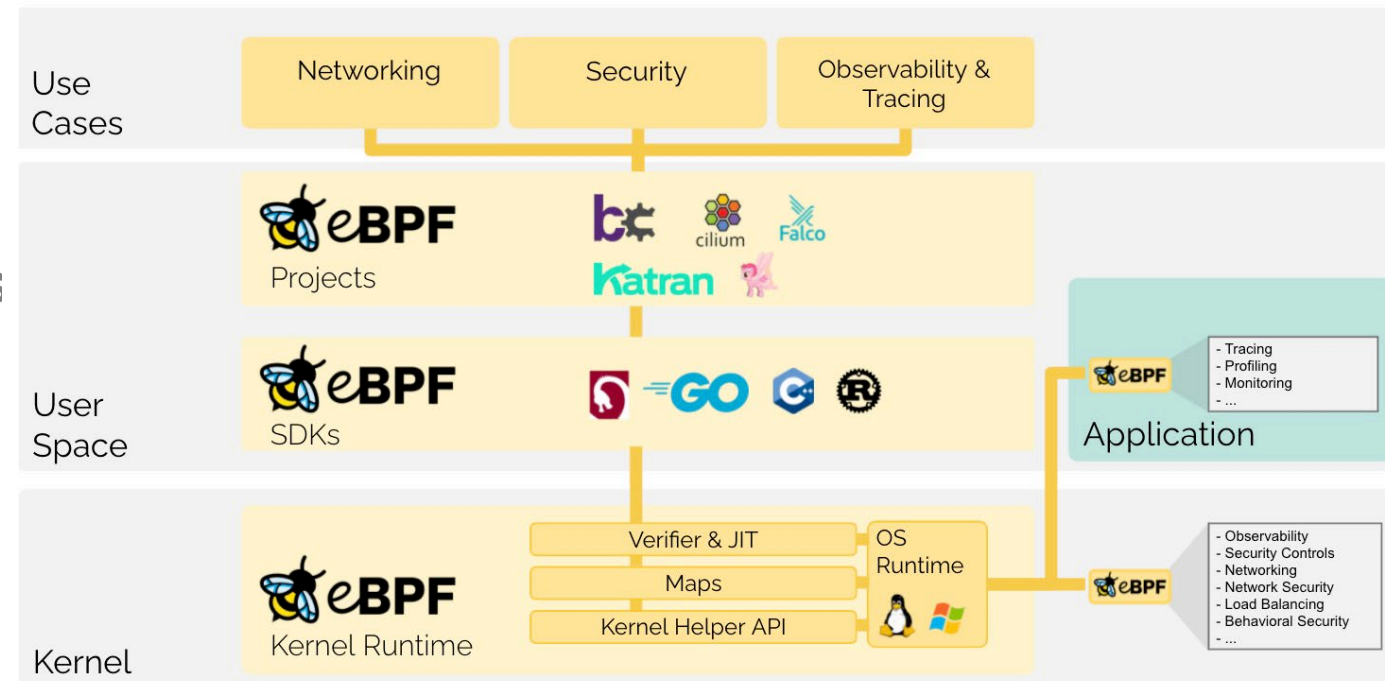 Use
Cases
Networking
Security
Observability &
Tracing
eBPF
Projects
bc
cilium
Falco
Katran
User
Space
eBPF
SDKs
GO
C++
R
eBPF
- Tracing
- Profiling
- Monitoring
- ...
Application
Kernel
eBPF
Kernel Runtime
Verifier & JIT
Maps
Kernel Helper API
OS
Runtime
eBPF
- Observability
- Security Controls
- Networking
- Network Security
- Load Balancing
- Behavioral Security
- ...